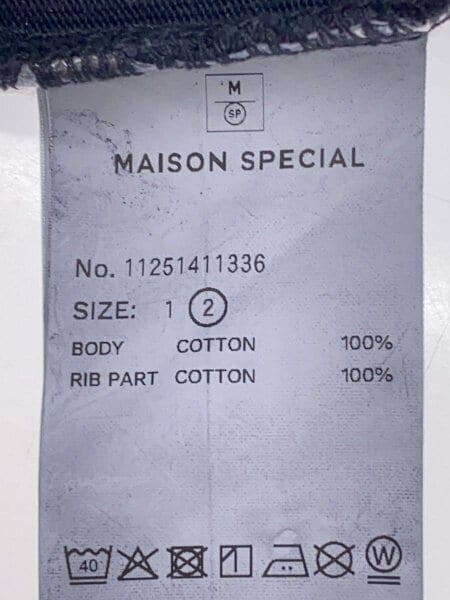 M
SP
MAISON SPECIAL
No. 11251411336
SIZE: 1 2
BODY COTTON 100%
RIB PART COTTON 100%
40 W